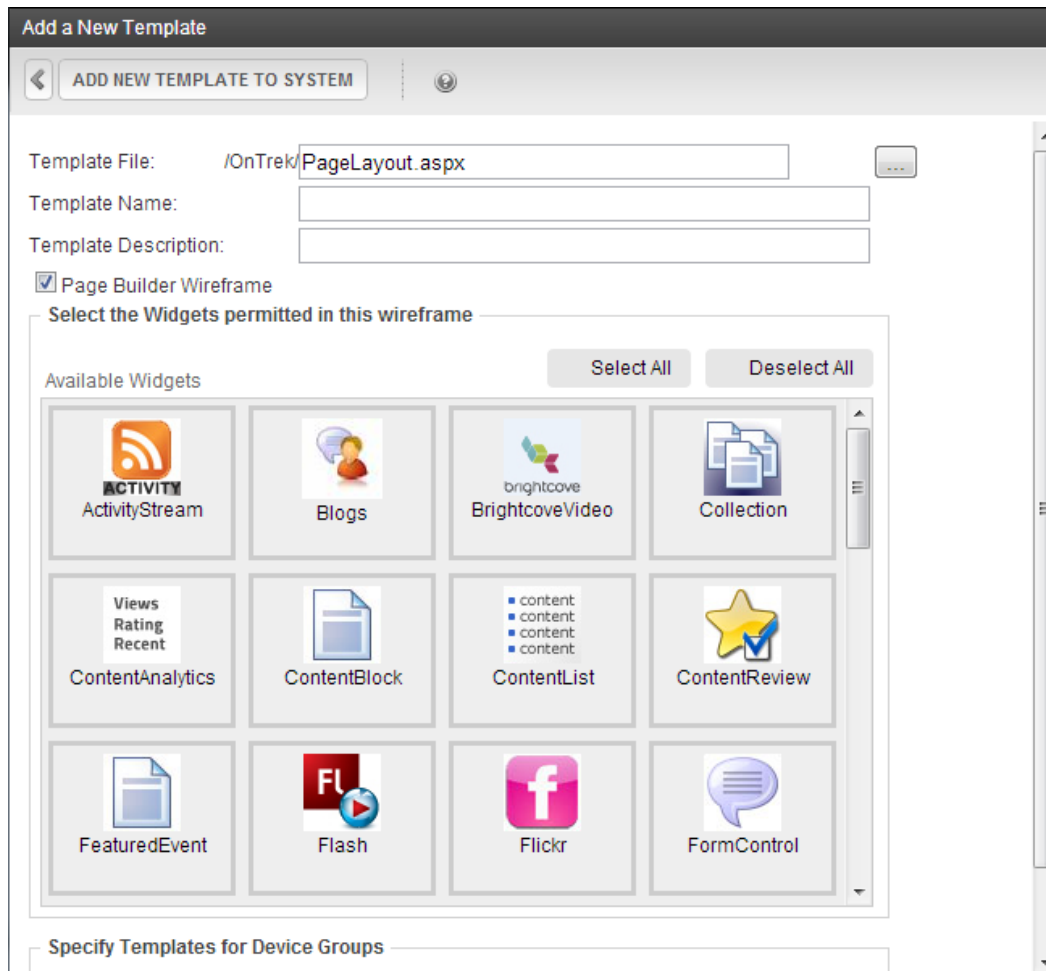 Add a New Template
ADD NEW TEMPLATE TO SYSTEM
Template File: /OnTrek/ PageLayout.aspx ...
Template Name:
Template Description:
Page Builder Wireframe
Select the Widgets permitted in this wireframe
Available Widgets Select All Deselect All
ACTIVITY brightcove
ActivityStream Blogs BrightcoveVideo Collection
Views
Rating
Recent
content
content
content
content
ContentAnalytics ContentBlock ContentList ContentReview
FL f
FeaturedEvent Flash Flickr FormControl
Specify Templates for Device Groups